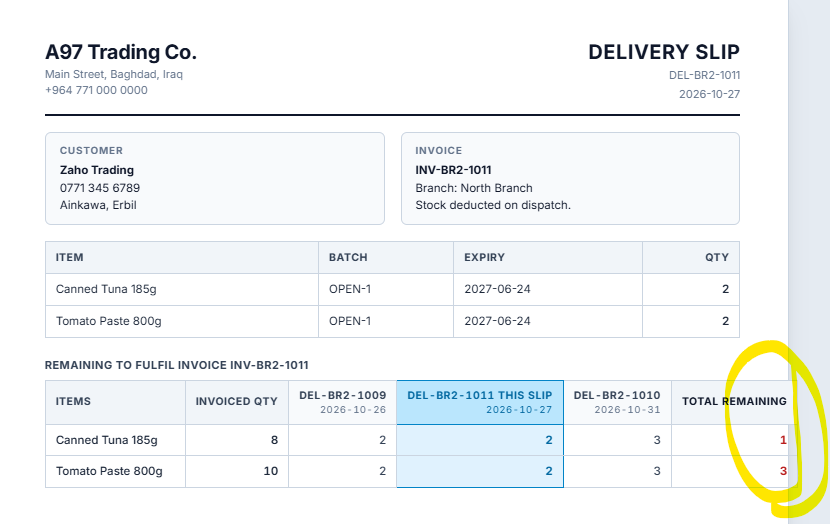 A97 Trading Co.
Main Street, Baghdad, Iraq
+964 771 000 0000
DELIVERY SLIP
DEL-BR2-1011
2026-10-27
CUSTOMER
Zaho Trading
0771 345 6789
Ainkawa, Erbil
INVOICE
INV-BR2-1011
Branch: North Branch
Stock deducted on dispatch.
ITEM BATCH EXPIRY QTY
Canned Tuna 185g OPEN-1 2027-06-24 2
Tomato Paste 800g OPEN-1 2027-06-24 2
REMAINING TO FULFIL INVOICE INV-BR2-1011
ITEMS INVOICED QTY DEL-BR2-1009 DEL-BR2-1011 THIS SLIP DEL-BR2-1010 TOTAL REMAINING
2026-10-26 2026-10-27 2026-10-31
Canned Tuna 185g 8 2 2 3 1
Tomato Paste 800g 10 2 2 3 3